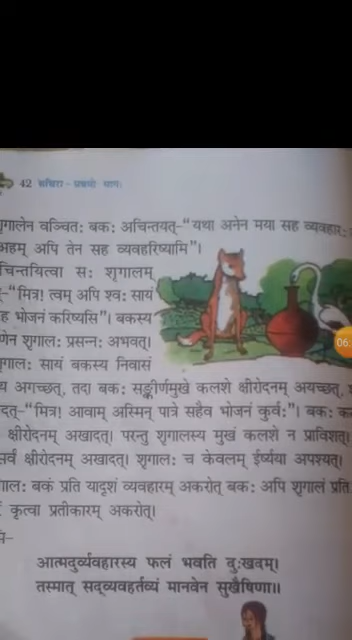 42 रुचिरा - प्रथमो भागः
शृगालेन वञ्चितः बकः अचिन्तयत्–“यथा अनेन मया सह व्यवहारः
अहम् अपि तेन सह व्यवहरिष्यामि”।
चिन्तयित्वा सः शृगालम्
–“मित्र! त्वम् अपि श्वः सायं
ह भोजनं करिष्यसि”। बकस्य
णेन शृगालः प्रसन्नः अभवत्।
गालः सायं बकस्य निवासं
अगच्छत्, तदा बकः सङ्कीर्णमुखे कलशे क्षीरोदनम् अयच्छत्,
दत्–“मित्र! आवाम् अस्मिन् पात्रे सहैव भोजनं कुर्वः”। बकः
क्षीरोदनम् अखादत्। परन्तु शृगालस्य मुखं कलशे न प्राविशत्।
सर्वं क्षीरोदनम् अखादत्। शृगालः च केवलम् ईर्ष्यया अपश्यत्।
गालः बकं प्रति यादृशं व्यवहारम् अकरोत् बकः अपि शृगालं प्रति
कृत्वा प्रतीकारम् अकरोत्।
आत्मदुर्व्यवहारस्य फलं भवति दुःखदम्।
तस्मात् सद्व्यवहर्तव्यं मानवेन सुखैषिणा॥